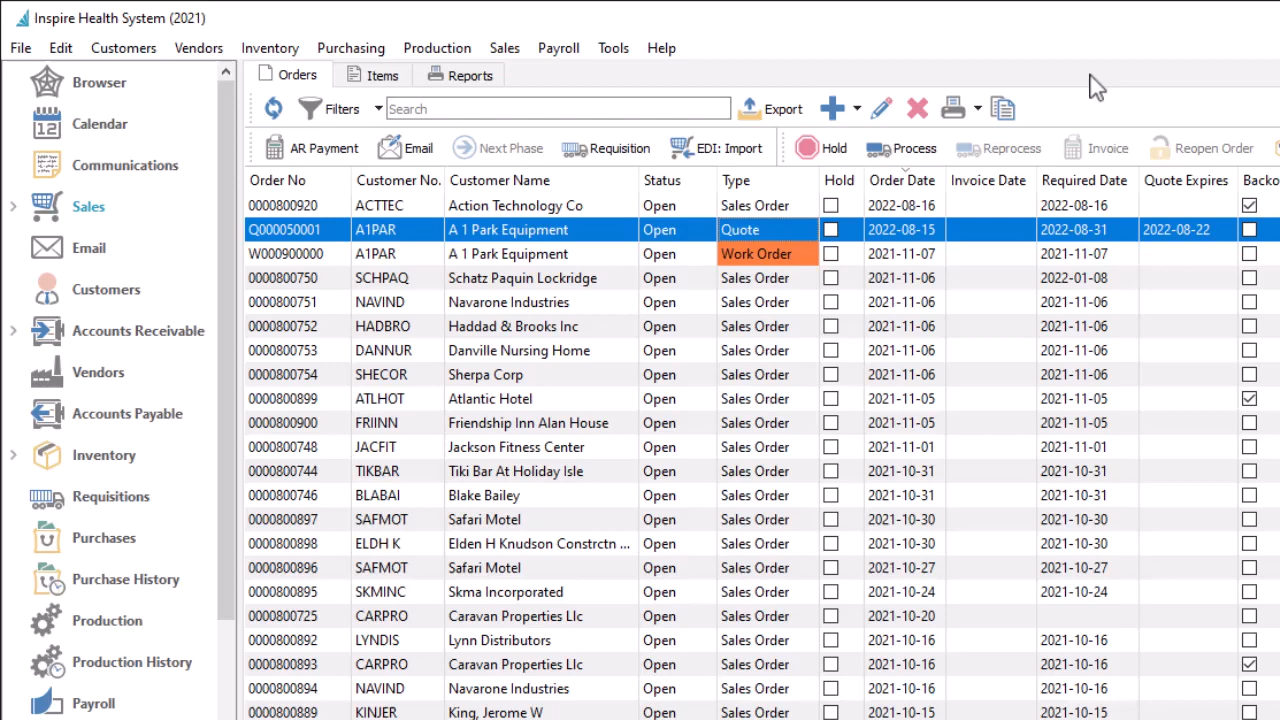 Inspire Health System (2021)
File Edit Customers Vendors Inventory Purchasing Production Sales Payroll Tools Help
Browser
12 Calendar
Communications
Sales
Email
Customers
Accounts Receivable
Vendors
Accounts Payable
Inventory
Requisitions
Purchases
Purchase History
Production
Production History
Payroll
Orders Items Reports
Filters Search Export
AR Payment Email Next Phase Requisition EDI: Import Hold Process Reprocess Invoice Reopen Order
Order No Customer No. Customer Name Status Type Hold Order Date Invoice Date Required Date Quote Expires Backo
0000800920 ACTTEC Action Technology Co Open Sales Order 2022-08-16 2022-08-16
Q000050001 A1PAR A 1 Park Equipment Open Quote 2022-08-15 2022-08-31 2022-08-22
W000900000 A1PAR A 1 Park Equipment Open Work Order 2021-11-07 2021-11-07
0000800750 SCHPAQ Schatz Paquin Lockridge Open Sales Order 2021-11-06 2022-01-08
0000800751 NAVIND Navarone Industries Open Sales Order 2021-11-06 2021-11-06
0000800752 HADBRO Haddad & Brooks Inc Open Sales Order 2021-11-06 2021-11-06
0000800753 DANNUR Danville Nursing Home Open Sales Order 2021-11-06 2021-11-06
0000800754 SHECOR Sherpa Corp Open Sales Order 2021-11-06 2021-11-06
0000800899 ATLHOT Atlantic Hotel Open Sales Order 2021-11-05 2021-11-05
0000800900 FRIINN Friendship Inn Alan House Open Sales Order 2021-11-05 2021-11-05
0000800748 JACFIT Jackson Fitness Center Open Sales Order 2021-11-01 2021-11-01
0000800744 TIKBAR Tiki Bar At Holiday Isle Open Sales Order 2021-10-31 2021-10-31
0000800746 BLABAI Blake Bailey Open Sales Order 2021-10-31 2021-10-31
0000800897 SAFMOT Safari Motel Open Sales Order 2021-10-30 2021-10-30
0000800898 ELDH K Elden H Knudson Constrctn ... Open Sales Order 2021-10-30 2021-10-30
0000800896 SAFMOT Safari Motel Open Sales Order 2021-10-27 2021-10-27
0000800895 SKMINC Skma Incorporated Open Sales Order 2021-10-24 2021-10-24
0000800725 CARPRO Caravan Properties Llc Open Sales Order 2021-10-20
0000800892 LYNDIS Lynn Distributors Open Sales Order 2021-10-16 2021-10-16
0000800893 CARPRO Caravan Properties Llc Open Sales Order 2021-10-16 2021-10-16
0000800894 NAVIND Navarone Industries Open Sales Order 2021-10-16 2021-10-16
0000800889 KINJER King, Jerome W Open Sales Order 2021-10-15 2021-10-15